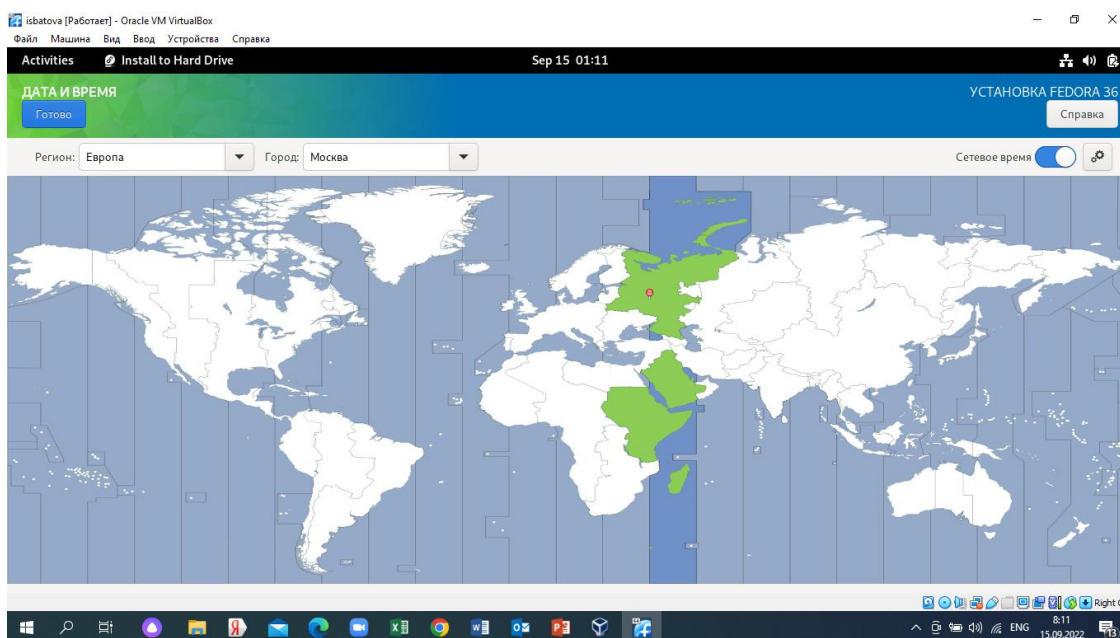 isbatova [Работает] - Oracle VM VirtualBox
Файл Машина Вид Ввод Устройства Справка
Activities Install to Hard Drive Sep 15 01:11
ДАТА И ВРЕМЯ УСТАНОВКА FEDORA 36
Готово Справка
Регион: Европа Город: Москва Сетевое время
Right
ENG 8:11
15.09.2022